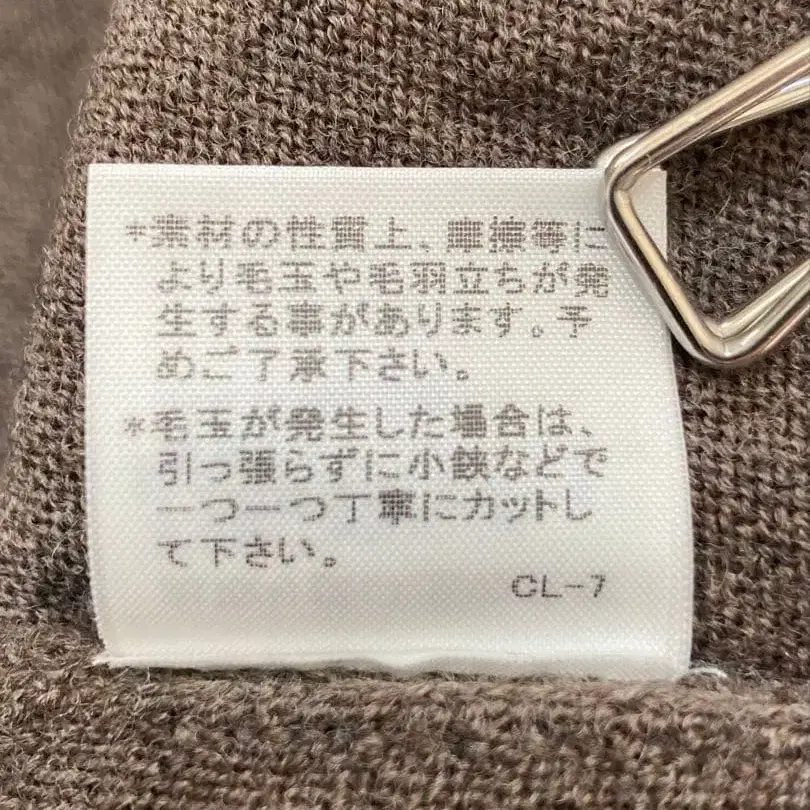 *素材の性質上、摩擦等に
より毛玉や毛羽立ちが発
生する事があります。予
めご了承下さい。
*毛玉が発生した場合は、
引っ張らずに小鋏などで
一つ一つ丁寧にカットし
て下さい。
CL-7